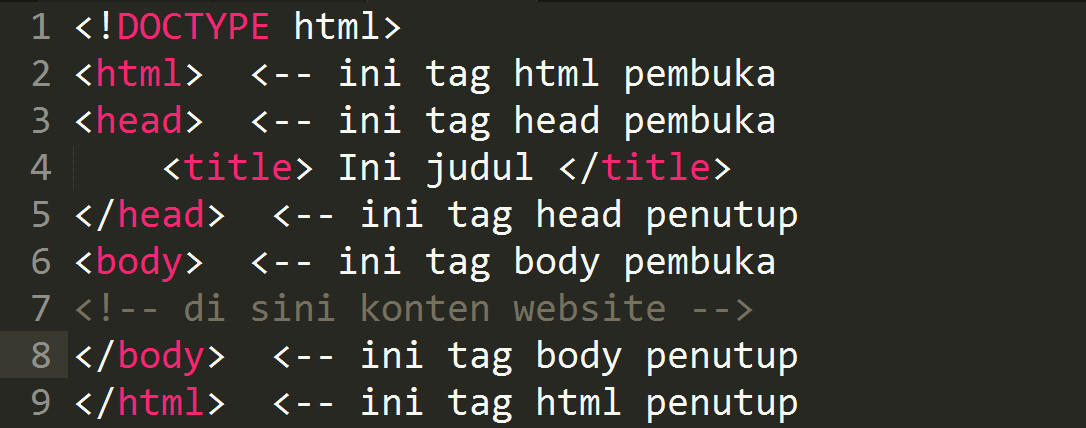 1 <!DOCTYPE html>
2 <html>  <-- ini tag html pembuka
3 <head>  <-- ini tag head pembuka
4     <title> Ini judul </title>
5 </head>  <-- ini tag head penutup
6 <body>  <-- ini tag body pembuka
7 <!-- di sini konten website -->
8 </body>  <-- ini tag body penutup
9 </html>  <-- ini tag html penutup